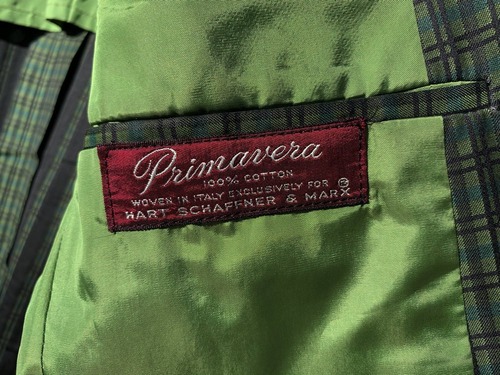 Primavera
100% COTTON
WOVEN IN ITALY EXCLUSIVELY FOR
HART SCHAFFNER & MARX ®